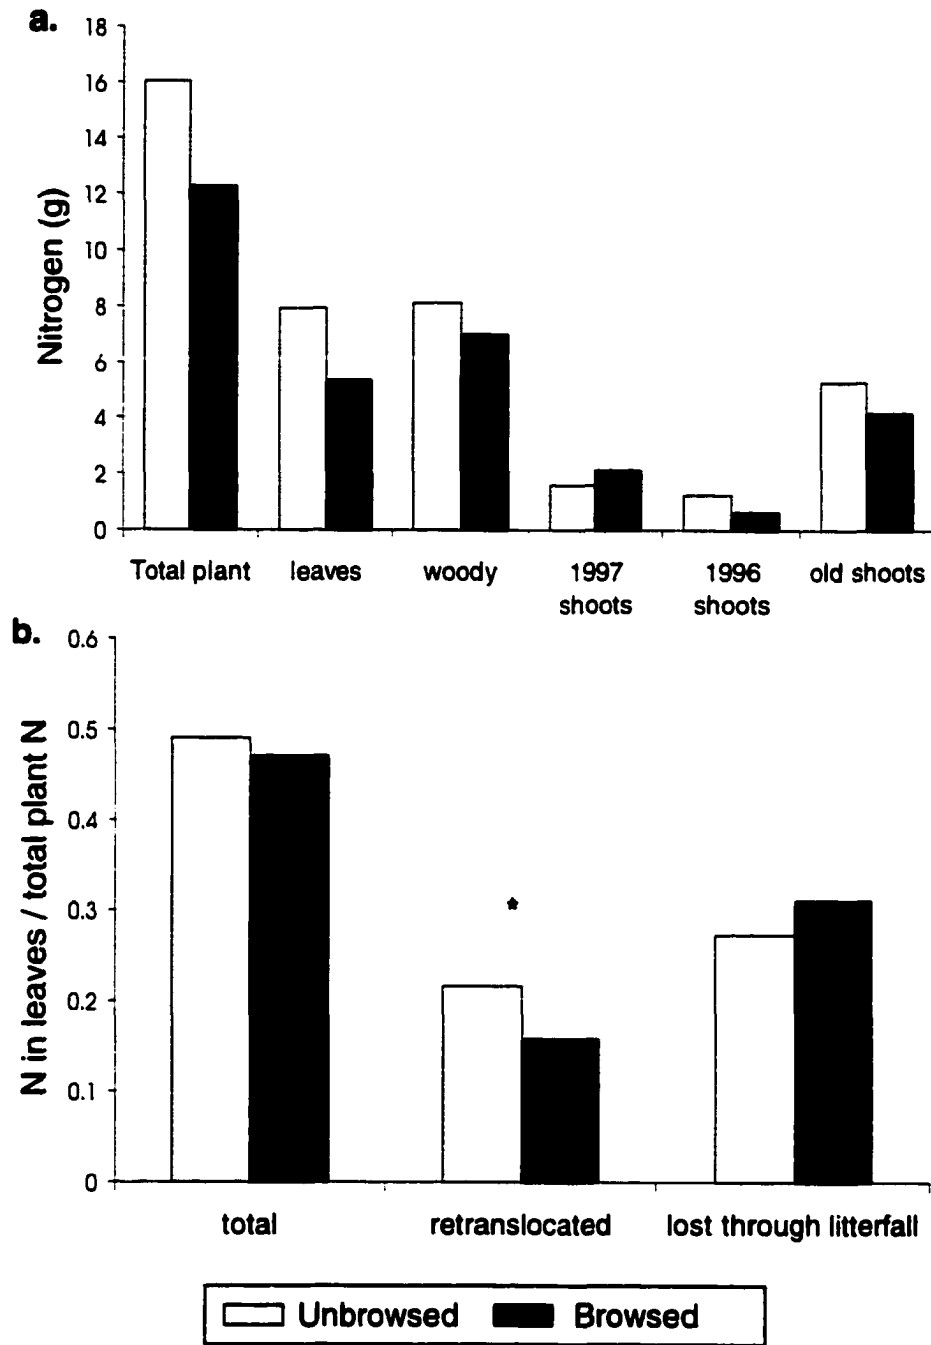 a.
18
16
14
12
10
8
6
4
2
0
Nitrogen (g)
Total plant
leaves
woody
1997
shoots
1996
shoots
old shoots
b.
0.6
0.5
0.4
0.3
0.2
0.1
0
N in leaves / total plant N
*
total
retranslocated
lost through litterfall
Unbrowsed
Browsed